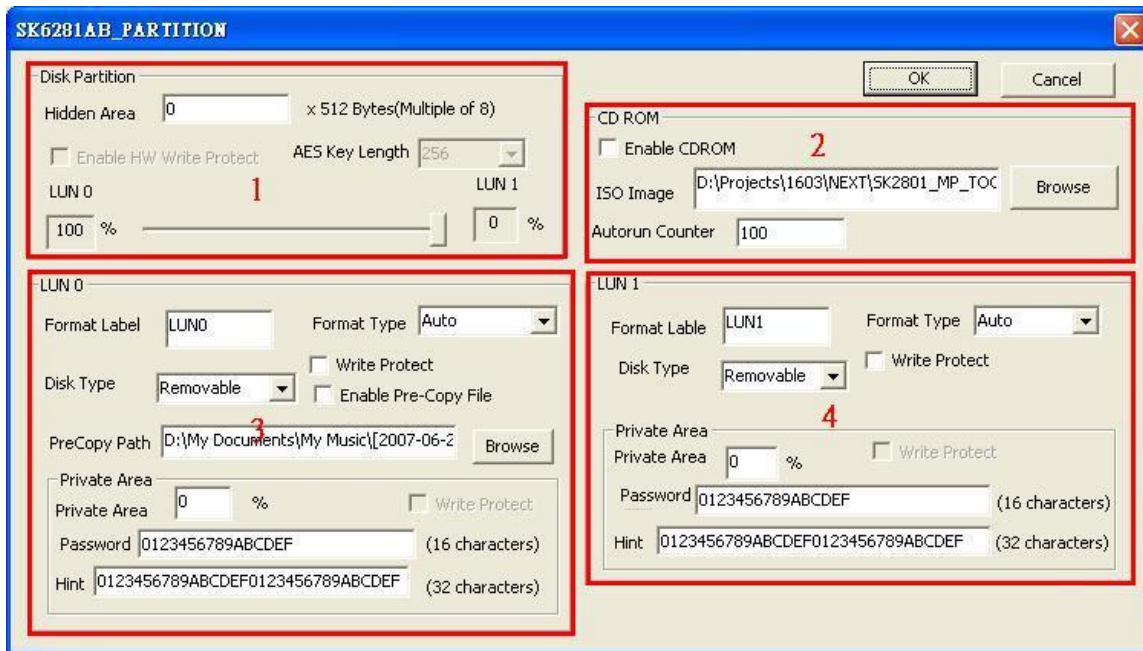 SK6281AB_PARTITION
OK
Cancel
Disk Partition
Hidden Area 0 x 512 Bytes(Multiple of 8)
Enable HW Write Protect AES Key Length 256
1
LUN 0 LUN 1
100 % 0 %
CD ROM
Enable CDROM
2
ISO Image D:\Projects\1603\NEXT\SK2801_MP_TOC Browse
Autorun Counter 100
LUN 0
Format Label LUN0 Format Type Auto
Write Protect
Disk Type Removable
Enable Pre-Copy File
3
PreCopy Path D:\My Documents\My Music\[2007-06-2 Browse
Private Area
Private Area 0 % Write Protect
Password 0123456789ABCDEF (16 characters)
Hint 0123456789ABCDEF0123456789ABCDEF (32 characters)
LUN 1
Format Lable LUN1 Format Type Auto
Disk Type Removable Write Protect
4
Private Area
Private Area 0 % Write Protect
Password 0123456789ABCDEF (16 characters)
Hint 0123456789ABCDEF0123456789ABCDEF (32 characters)